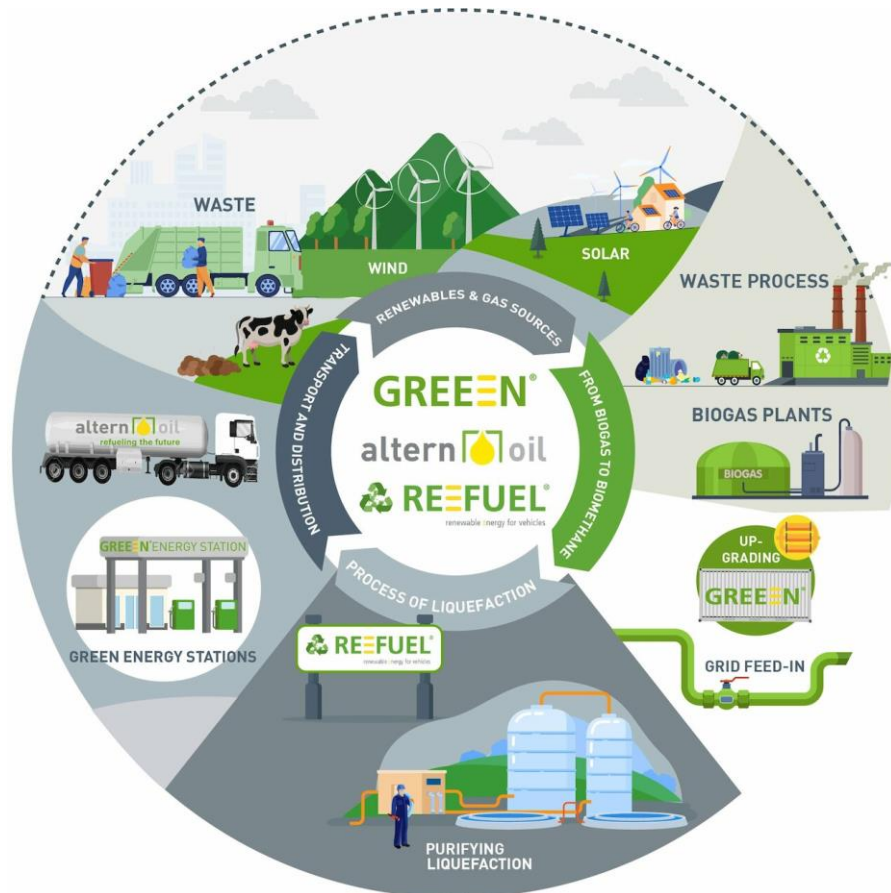 WASTE
WIND
SOLAR
WASTE PROCESS
BIOGAS PLANTS
BIOGAS
UP-
GRADING
GREEEN
GRID FEED-IN
RENEWABLES & GAS SOURCES
FROM BIOGAS TO BIOMETHANE
PROCESS OF LIQUEFACTION
TRANSPORT AND DISTRIBUTION
GREEEN®
altern oil
REEFUEL®
renewable energy for vehicles
altern oil
refueling the future
GREEEN® ENERGY STATION
GREEN ENERGY STATIONS
REEFUEL®
renewable energy for vehicles
PURIFYING
LIQUEFACTION